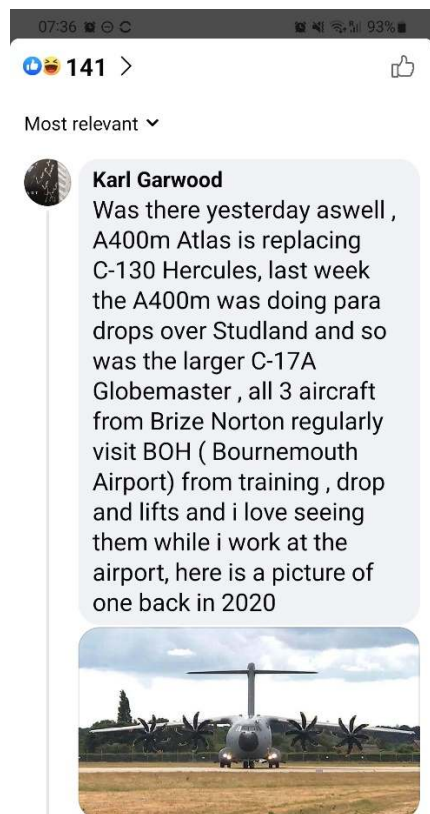 07:36
93%
141
Most relevant
Karl Garwood
Was there yesterday aswell ,
A400m Atlas is replacing
C-130 Hercules, last week
the A400m was doing para
drops over Studland and so
was the larger C-17A
Globemaster , all 3 aircraft
from Brize Norton regularly
visit BOH ( Bournemouth
Airport) from training , drop
and lifts and i love seeing
them while i work at the
airport, here is a picture of
one back in 2020